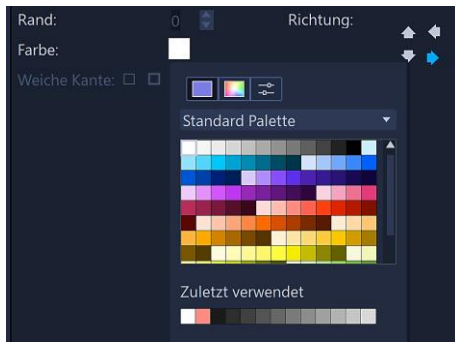 Rand: 0 Richtung:
Farbe:
Weiche Kante:
Standard Palette
Zuletzt verwendet